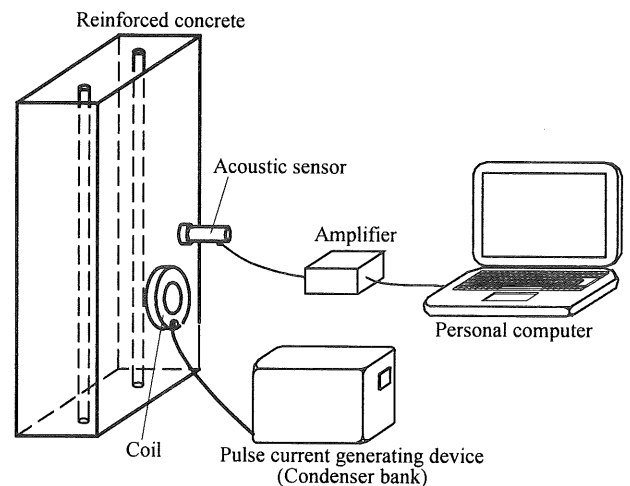 Reinforced concrete
Acoustic sensor
Amplifier
Personal computer
Coil
Pulse current generating device
(Condenser bank)